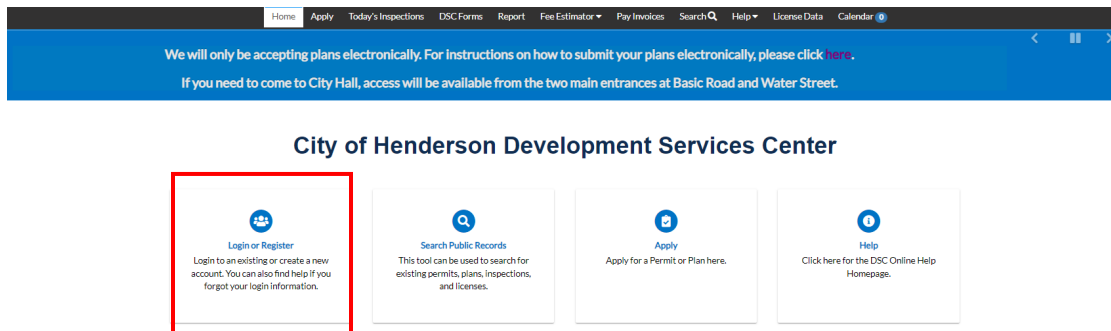 Home Apply Today's Inspections DSC Forms Report Fee Estimator Pay Invoices Search Help License Data Calendar 0
We will only be accepting plans electronically. For instructions on how to submit your plans electronically, please click here.
If you need to come to City Hall, access will be available from the two main entrances at Basic Road and Water Street.
City of Henderson Development Services Center
Login or Register
Login to an existing or create a new
account. You can also find help if you
forgot your login information.
Search Public Records
This tool can be used to search for
existing permits, plans, inspections,
and licenses.
Apply
Apply for a Permit or Plan here.
Help
Click here for the DSC Online Help
Homepage.